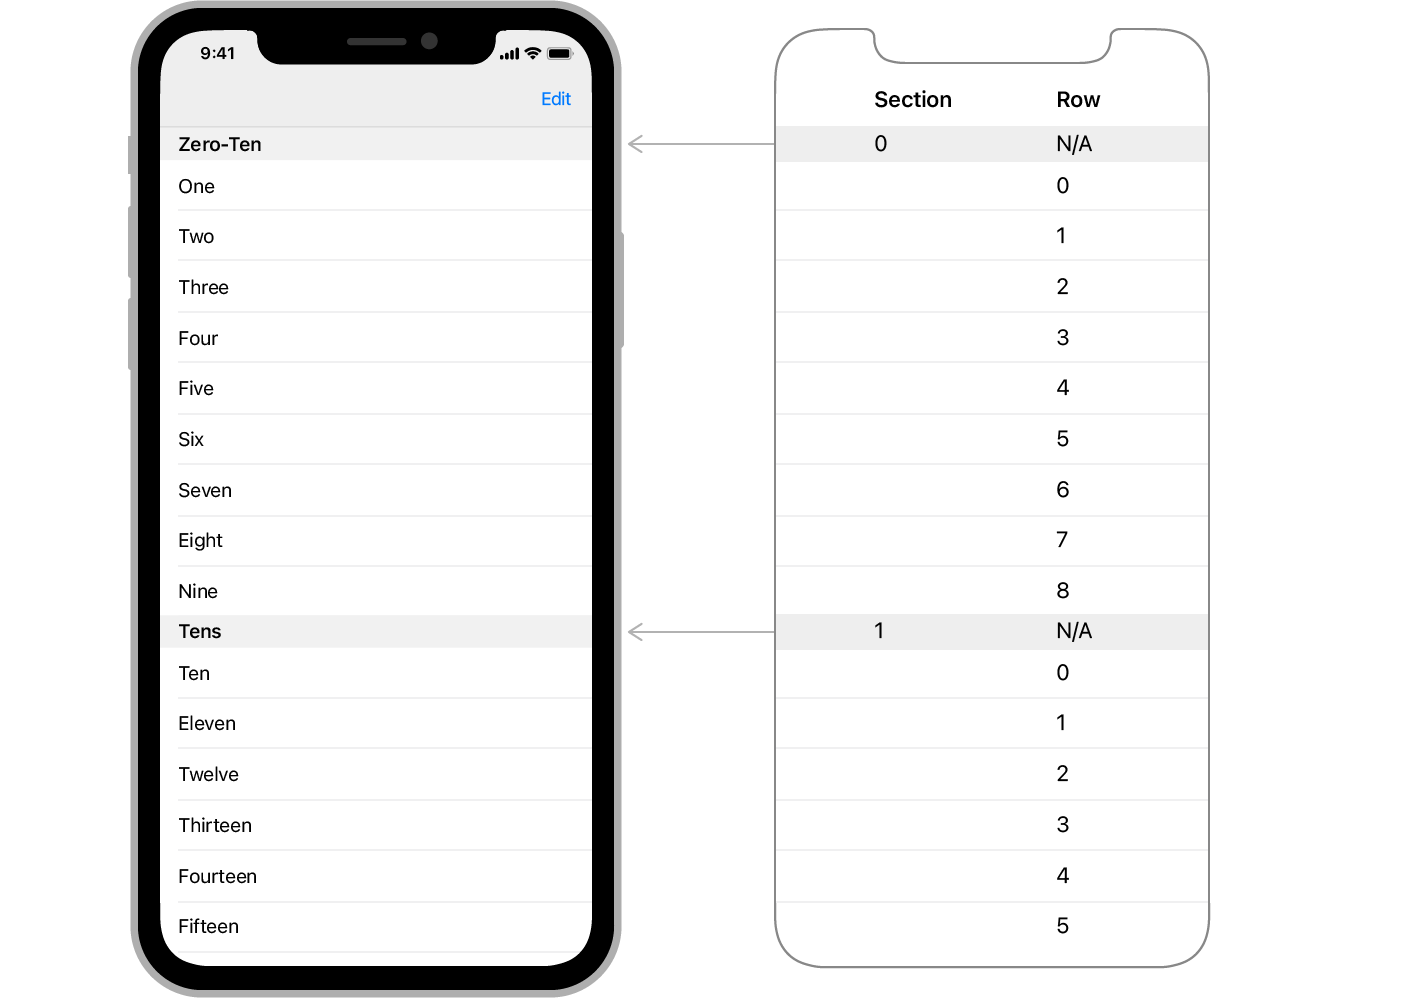 9:41
Edit
Section Row
Zero-Ten 0 N/A
One 0
Two 1
Three 2
Four 3
Five 4
Six 5
Seven 6
Eight 7
Nine 8
Tens 1 N/A
Ten 0
Eleven 1
Twelve 2
Thirteen 3
Fourteen 4
Fifteen 5